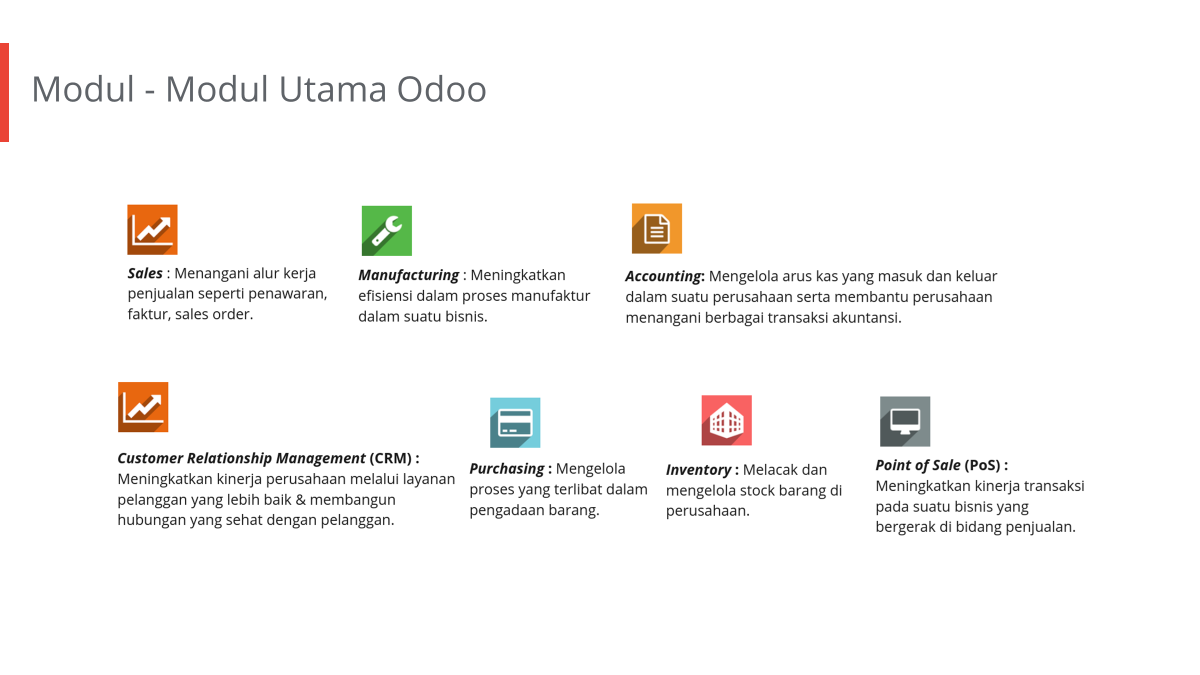 Modul - Modul Utama Odoo
Sales : Menangani alur kerja
penjualan seperti penawaran,
faktur, sales order.
Manufacturing : Meningkatkan
efisiensi dalam proses manufaktur
dalam suatu bisnis.
Accounting: Mengelola arus kas yang masuk dan keluar
dalam suatu perusahaan serta membantu perusahaan
menangani berbagai transaksi akuntansi.
Customer Relationship Management (CRM) :
Meningkatkan kinerja perusahaan melalui layanan
pelanggan yang lebih baik & membangun
hubungan yang sehat dengan pelanggan.
Purchasing : Mengelola
proses yang terlibat dalam
pengadaan barang.
Inventory : Melacak dan
mengelola stock barang di
perusahaan.
Point of Sale (PoS) :
Meningkatkan kinerja transaksi
pada suatu bisnis yang
bergerak di bidang penjualan.